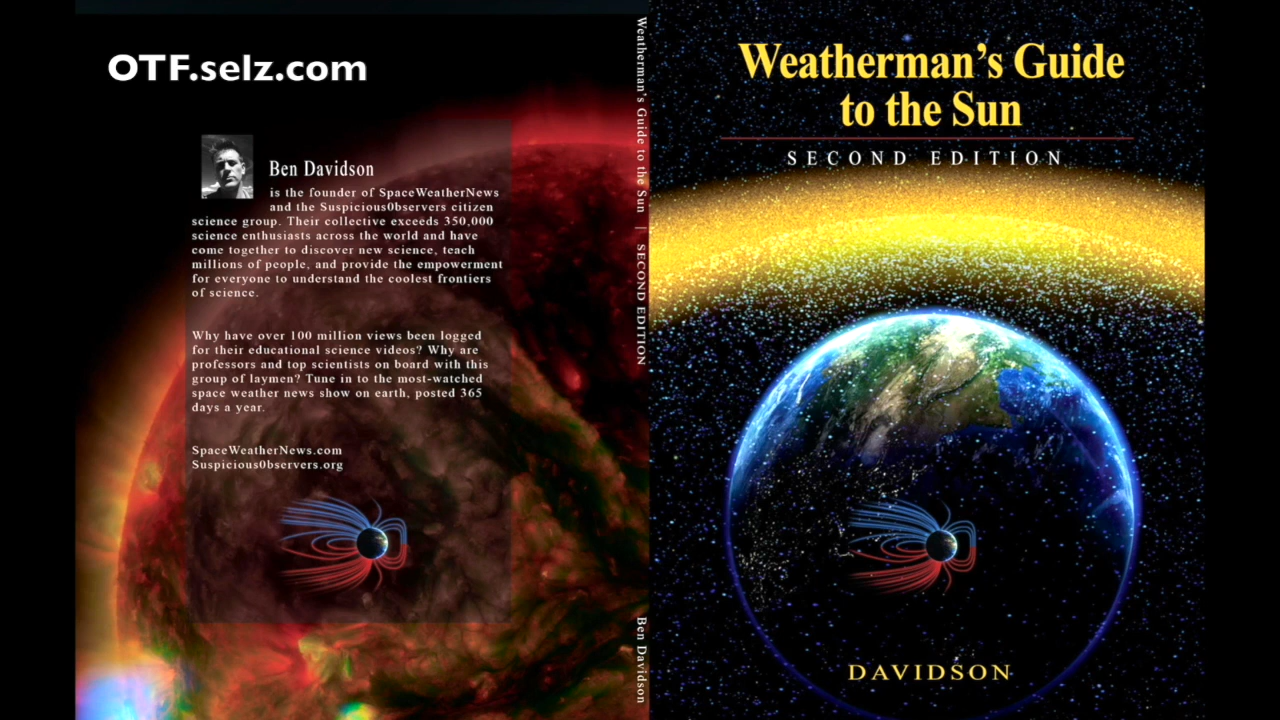 OTF.selz.com
Ben Davidson
is the founder of SpaceWeatherNews
and the Suspicious0bservers citizen
science group. Their collective exceeds 350,000
science enthusiasts across the world and have
come together to discover new science, teach
millions of people, and provide the empowerment
for everyone to understand the coolest frontiers
of science.
Why have over 100 million views been logged
for their educational science videos? Why are
professors and top scientists on board with this
group of laymen? Tune in to the most-watched
space weather news show on earth, posted 365
days a year.
SpaceWeatherNews.com
Suspicious0bservers.org
Weatherman's Guide to the Sun | SECOND EDITION
Ben Davidson
Weatherman's Guide
to the Sun
SECOND EDITION
DAVIDSON